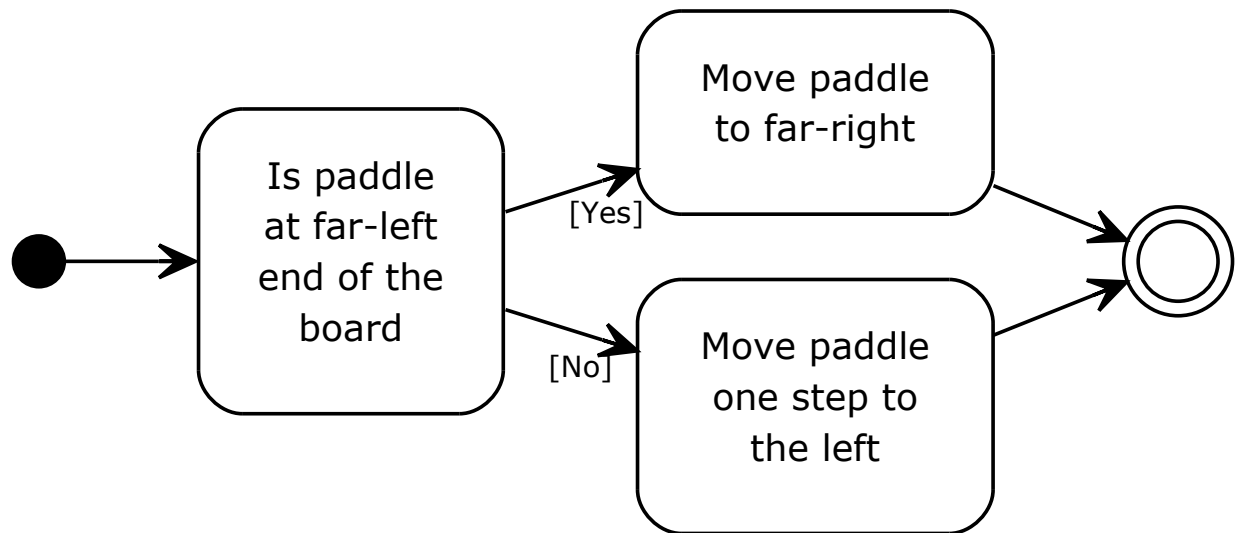 Is paddle
at far-left
end of the
board
[Yes]
Move paddle
to far-right
[No]
Move paddle
one step to
the left